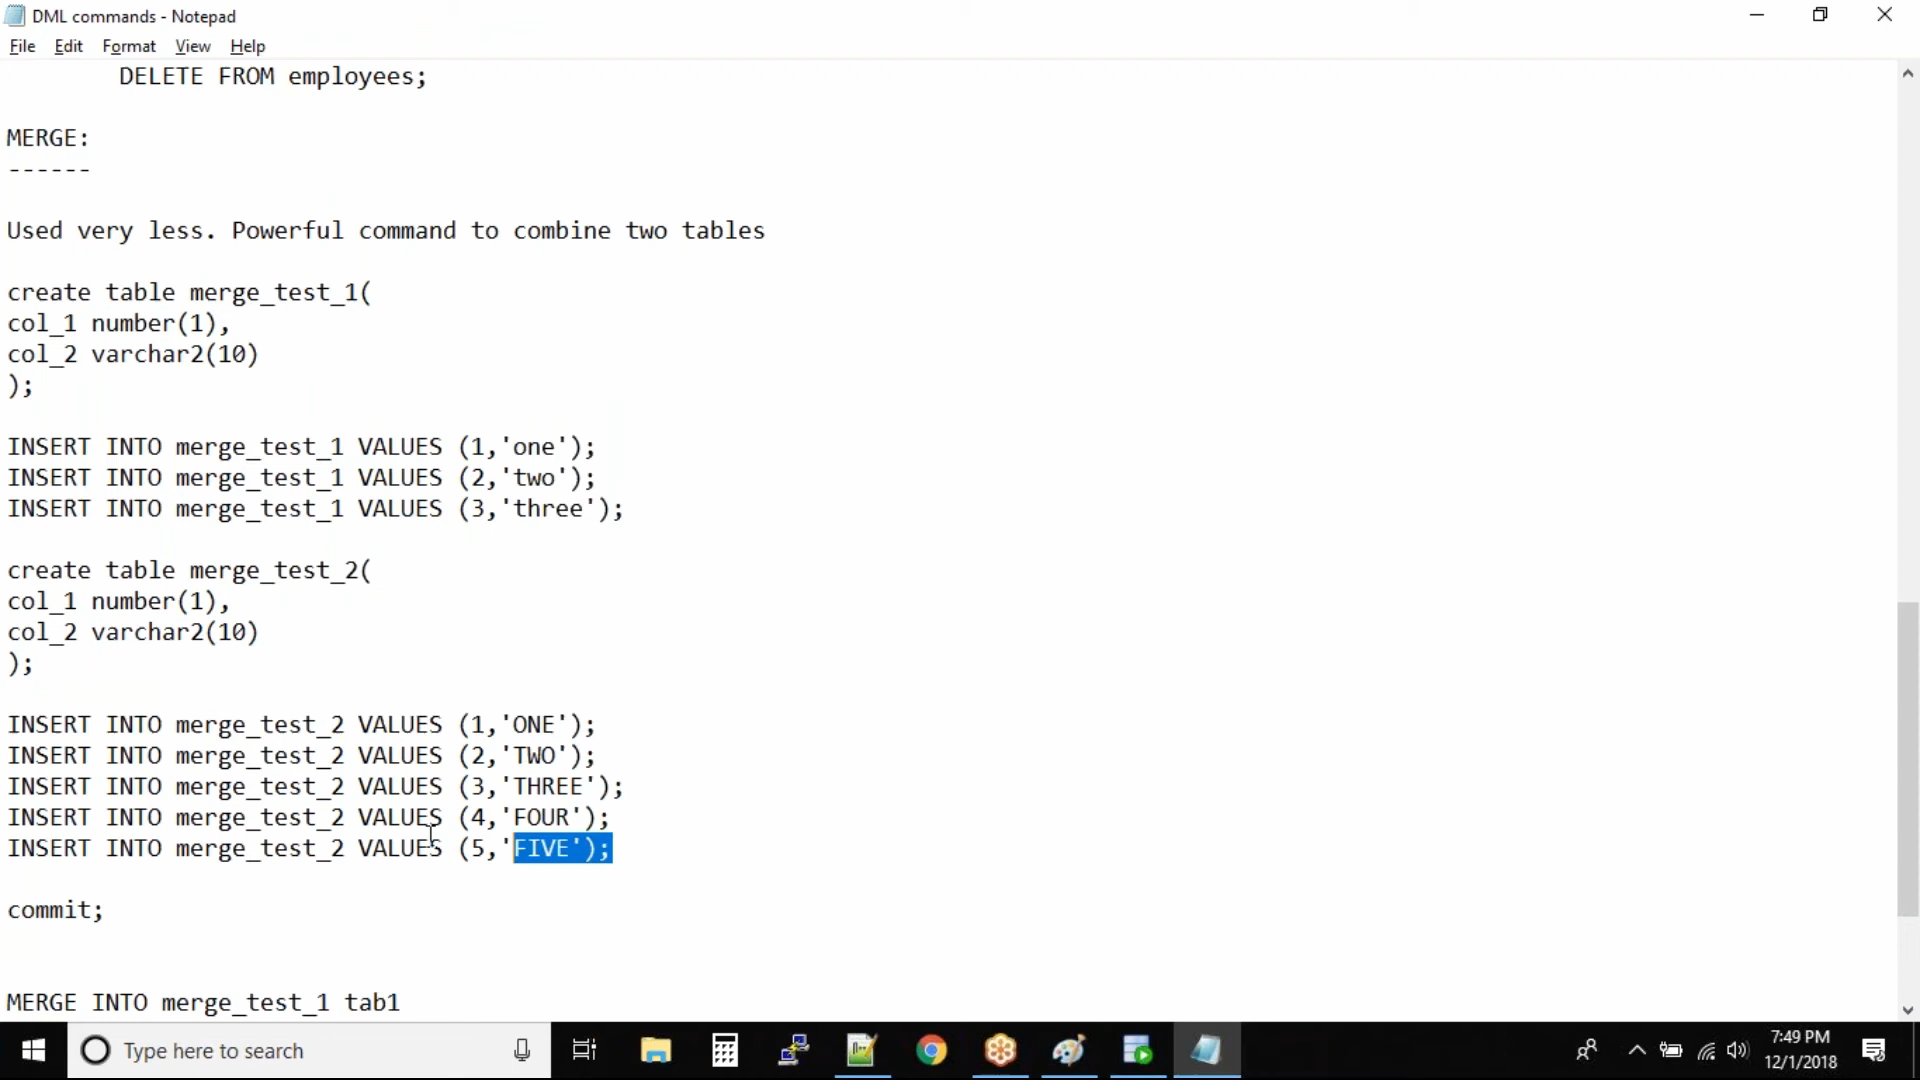 DML commands - Notepad
File Edit Format View Help
DELETE FROM employees;
MERGE:
------
Used very less. Powerful command to combine two tables
create table merge_test_1(
col_1 number(1),
col_2 varchar2(10)
);
INSERT INTO merge_test_1 VALUES (1,'one');
INSERT INTO merge_test_1 VALUES (2,'two');
INSERT INTO merge_test_1 VALUES (3,'three');
create table merge_test_2(
col_1 number(1),
col_2 varchar2(10)
);
INSERT INTO merge_test_2 VALUES (1,'ONE');
INSERT INTO merge_test_2 VALUES (2,'TWO');
INSERT INTO merge_test_2 VALUES (3,'THREE');
INSERT INTO merge_test_2 VALUES (4,'FOUR');
INSERT INTO merge_test_2 VALUES (5,'FIVE');
commit;
MERGE INTO merge_test_1 tab1
Type here to search
7:49 PM
12/1/2018